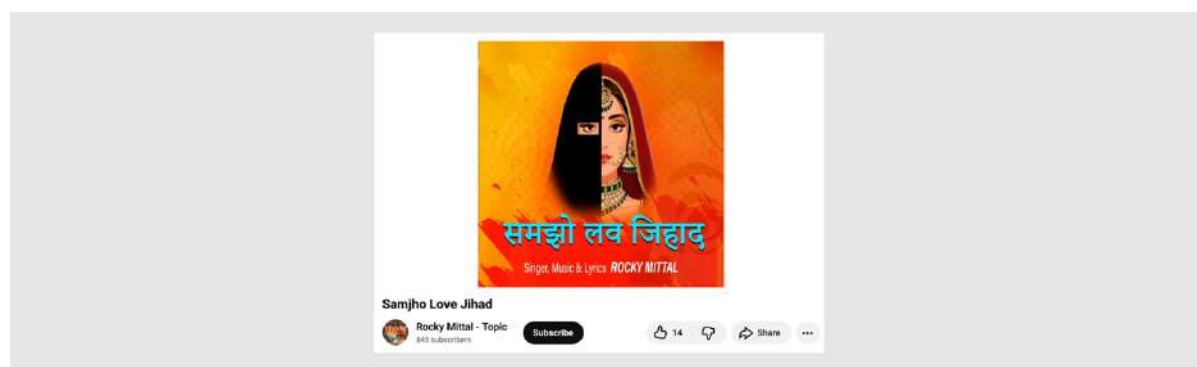 समझो लव जिहाद
Singer, Music & Lyrics ROCKY MITTAL
Samjho Love Jihad
Rocky Mittal - Topic
843 subscribers
Subscribe
14
Share